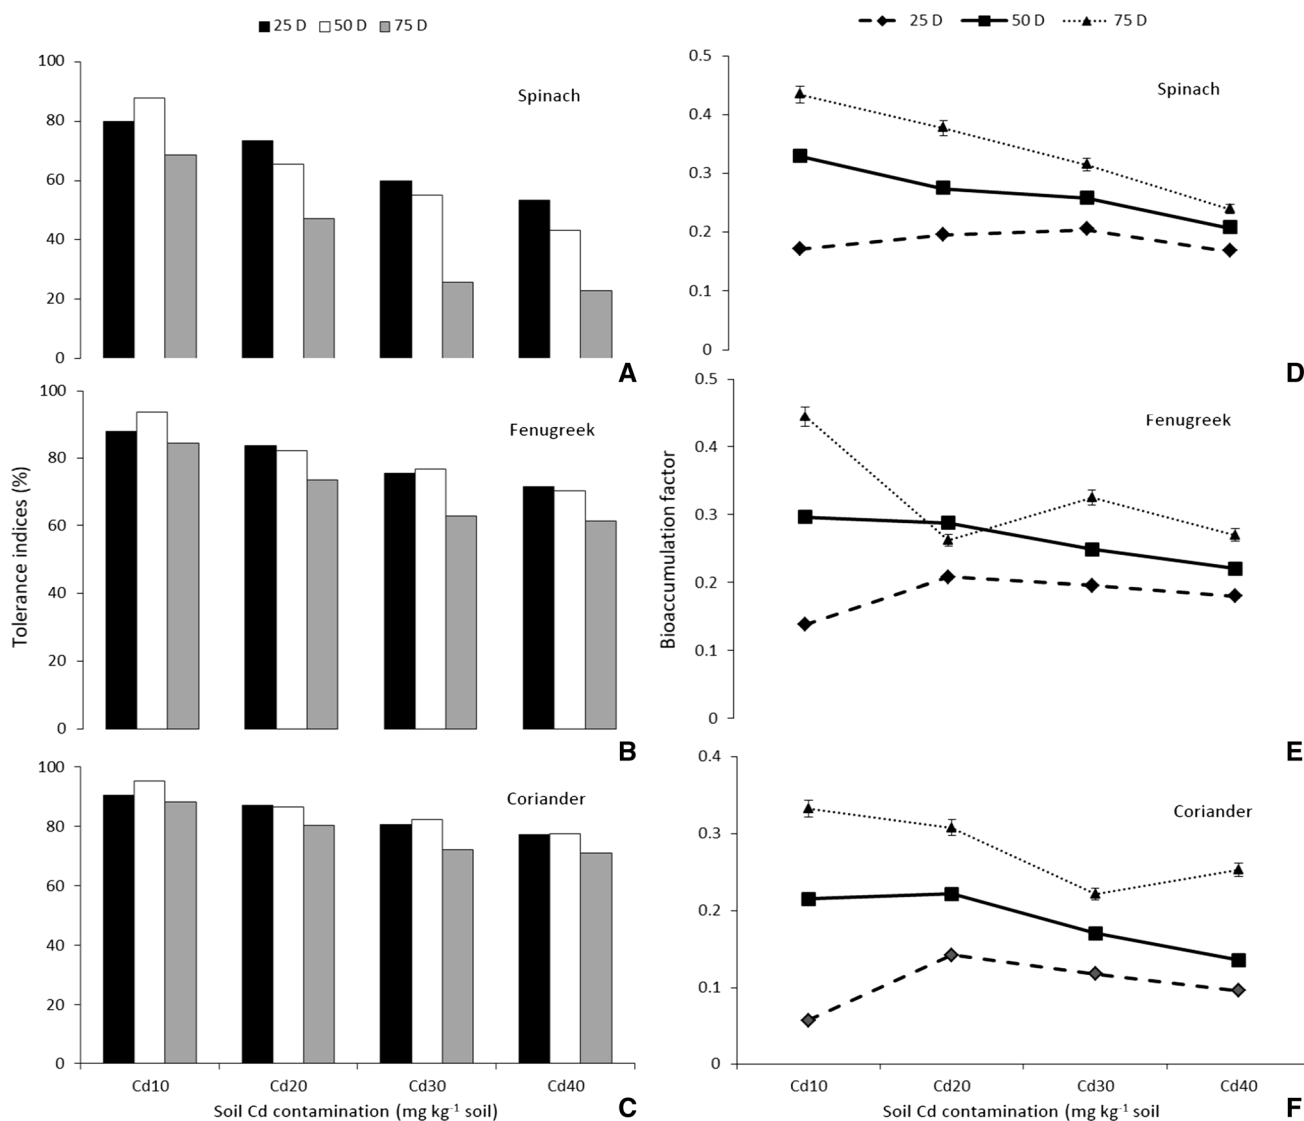 25 D 50 D 75 D
100
80
60
40
20
0
Spinach
A
100
80
60
40
20
0
Fenugreek
B
Tolerance indices (%)
100
80
60
40
20
0
Coriander
Cd10 Cd20 Cd30 Cd40
Soil Cd contamination (mg kg-1 soil)
C
25 D 50 D 75 D
0.5
0.4
0.3
0.2
0.1
0
Spinach
D
0.5
0.4
0.3
0.2
0.1
0
Fenugreek
E
Bioaccumulation factor
0.4
0.3
0.2
0.1
0
Coriander
Cd10 Cd20 Cd30 Cd40
Soil Cd contamination (mg kg-1 soil
F